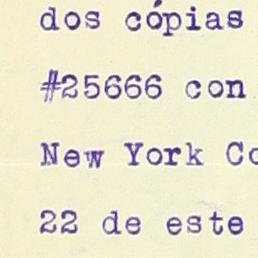 dos cópias
#25666 con
New York Co
22 de este